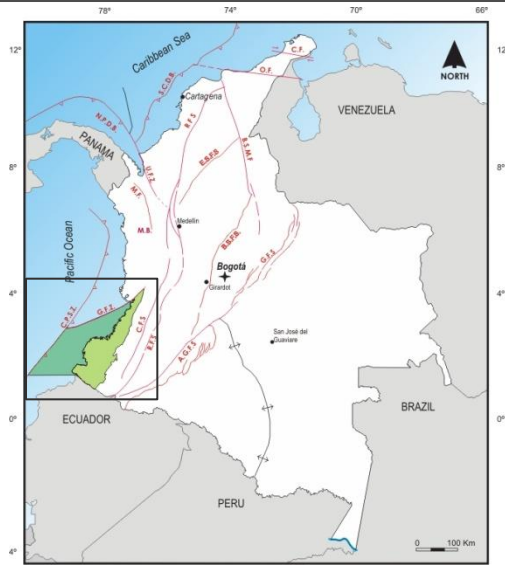 78° 74° 70° 66°
12°
Caribbean Sea
C.F.
O.F.
S.C.D.B.
Cartagena
NORTH
N.P.D.B.
PANAMA
R.F.S
VENEZUELA
8°
8°
U.F.Z.
E.B.F.B
B.S.M.F
M.F.
Pacific Ocean
M.B.
Medellín
B.B.F.B.
G.F.S
Bogotá
Girardot
4°
4°
C.P.S.Z.
G.F.Z.
C.F.S
R.F.S
A.G.F.S
San José del
Guaviare
0°
0°
ECUADOR
BRAZIL
PERU
0 100 Km
4°